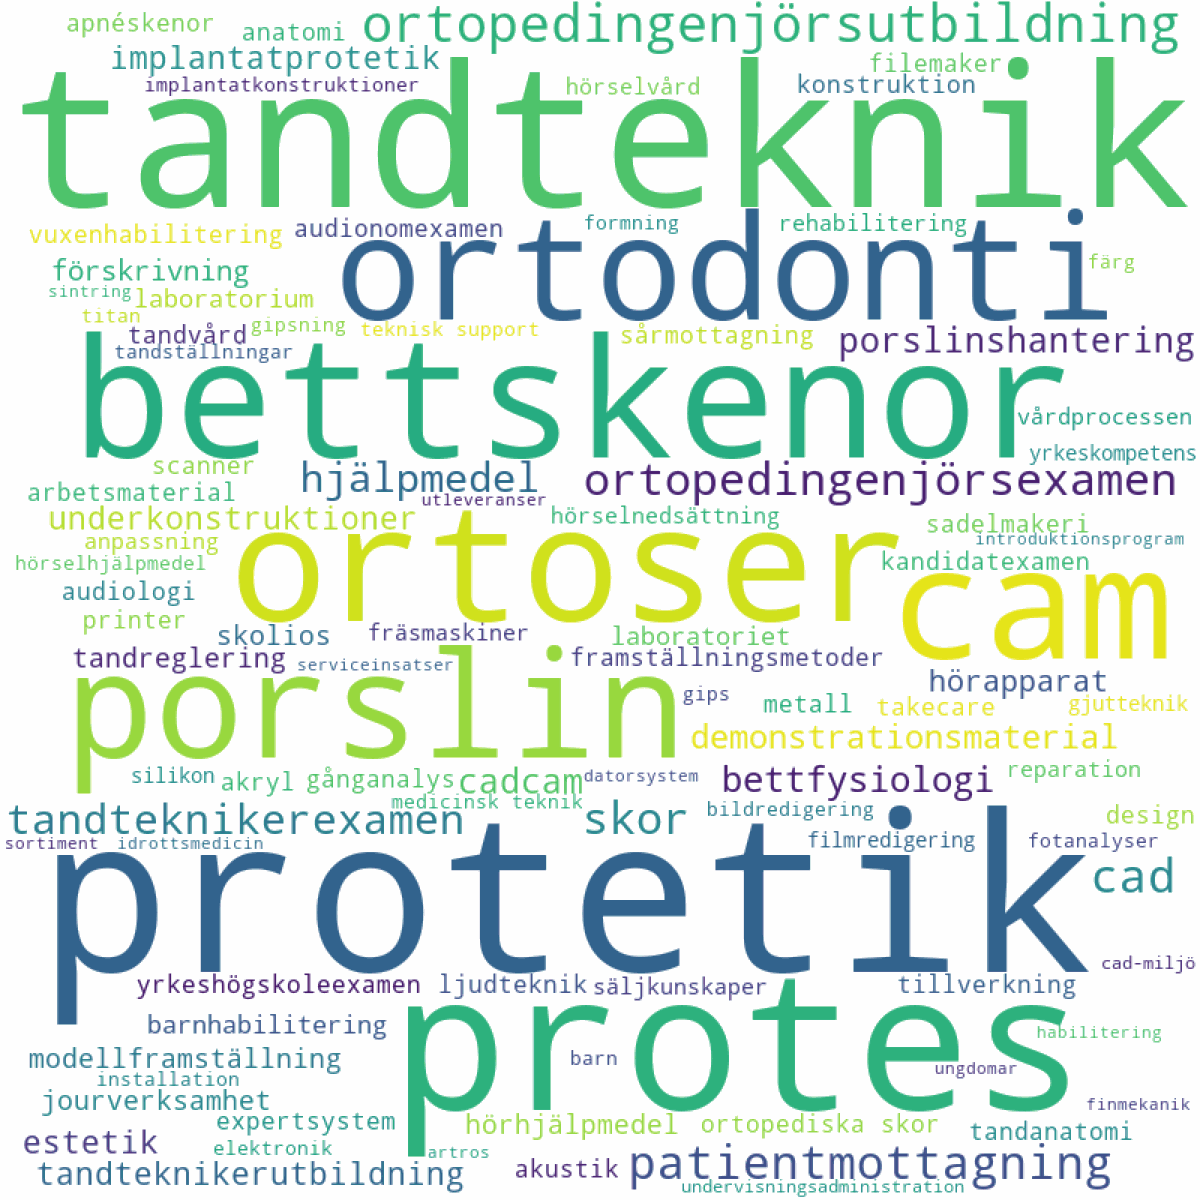 apnéskenor
anatomi
ortopedingenjörsutbildning
implantatprotetik
filemaker
implantatkonstruktioner
hörselvård
konstruktion
tandteknik
vuxenhabilitering
audionomexamen
formning
rehabilitering
ortodonti
färg
förskrivning
sintring
laboratorium
titan
tandvård
gipsning
teknisk support
sårmottagning
porslinshantering
tandställningar
bettskenor
vårdprocessen
yrkeskompetens
scanner
hjälpmedel
ortopedingenjörsexamen
arbetsmaterial
utleveranser
underkonstruktioner
hörselnedsättning
sadelmakeri
anpassning
introduktionsprogram
hörselhjälpmedel
ortoser
kandidatexamen
audiologi
cam
printer
skolios
fräsmaskiner
laboratoriet
tandreglering
serviceinsatser
framställningsmetoder
hörapparat
porslin
gips
metall
takecare
gjutteknik
demonstrationsmaterial
silikon
akryl
gånganalys
cadcam
datorsystem
bettfysiologi
reparation
medicinsk teknik
bildredigering
design
tandteknikerexamen
skor
sortiment
idrottsmedicin
filmredigering
fotanalyser
protetik
cad
cad-miljö
yrkeshögskoleexamen
ljudteknik
säljkunskaper
tillverkning
barnhabilitering
protes
habilitering
modellframställning
barn
ungdomar
installation
jourverksamhet
finmekanik
expertsystem
hörhjälpmedel
ortopediska skor
tandanatomi
estetik
elektronik
artros
tandteknikerutbildning
akustik
patientmottagning
undervisningsadministration